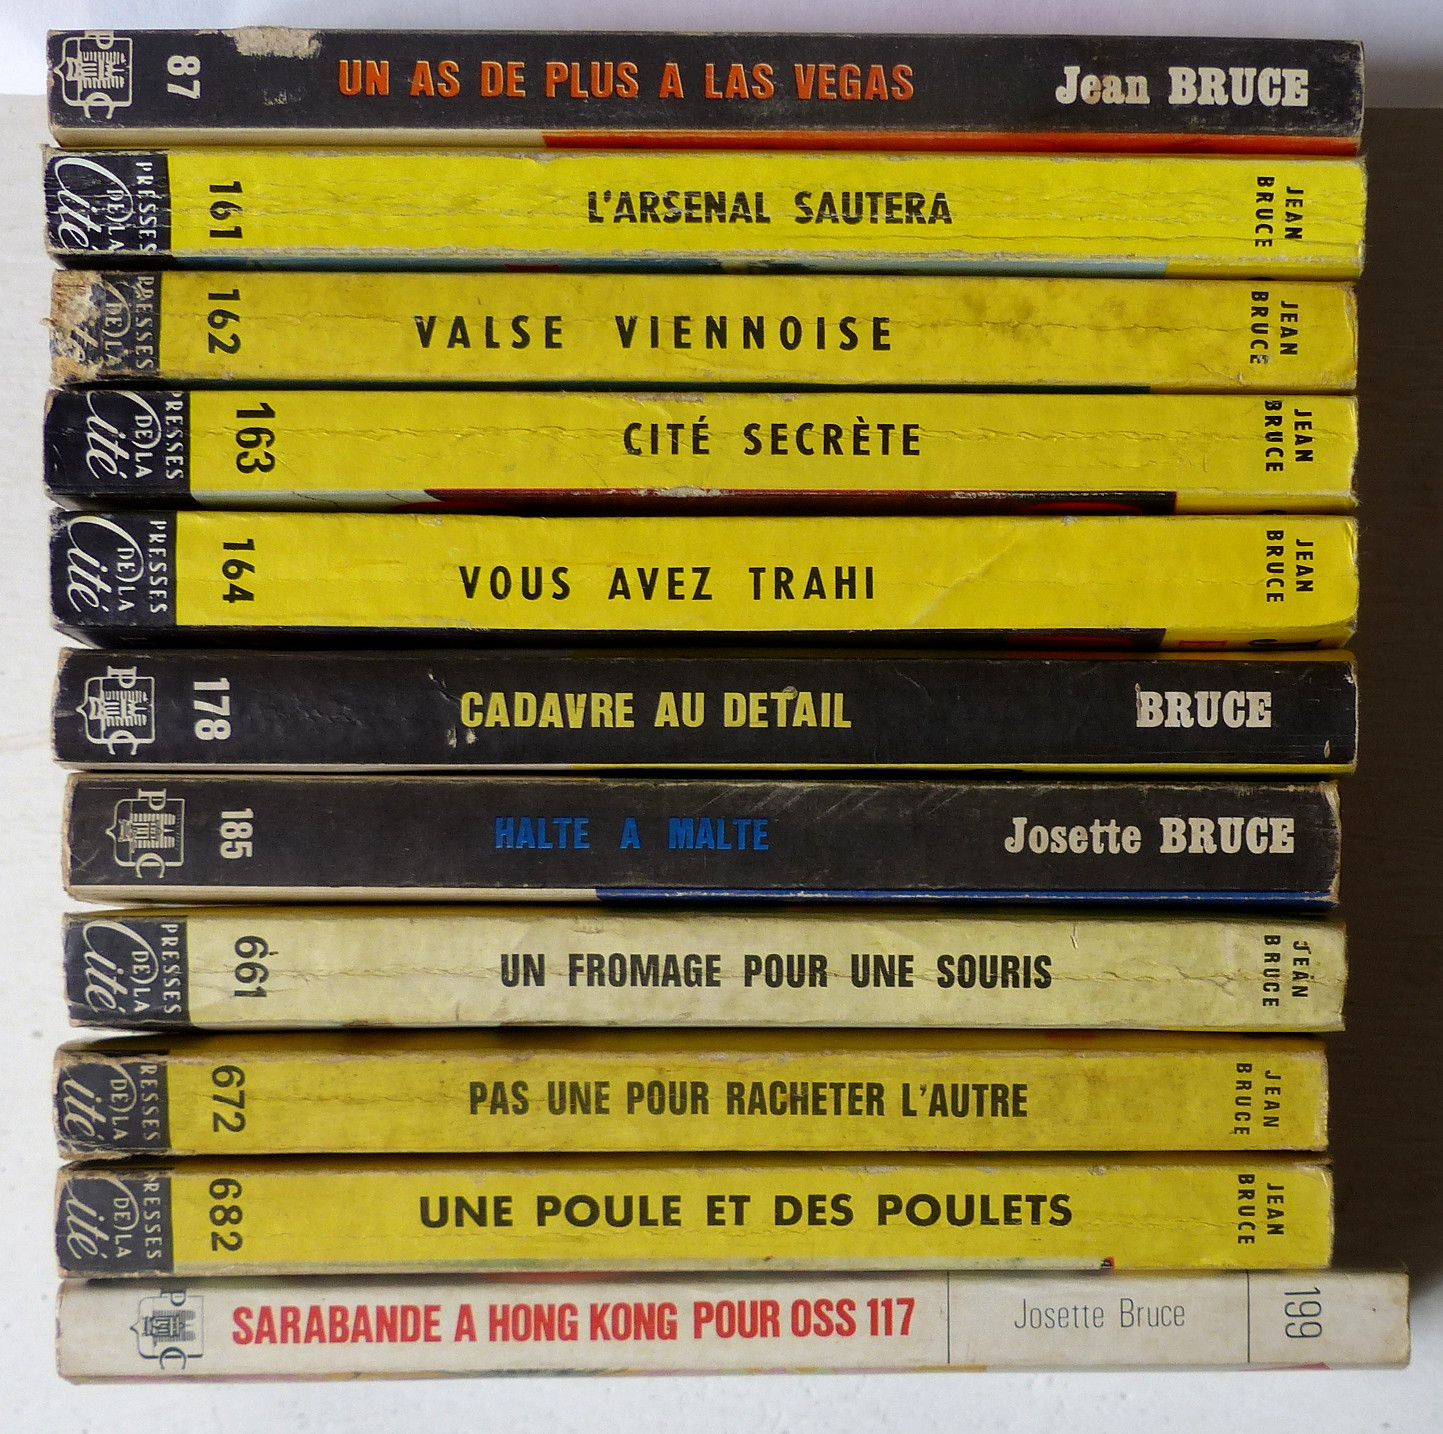 P C
87
UN AS DE PLUS A LAS VEGAS
Jean BRUCE
PRESSES DE LA Cité
161
L'ARSENAL SAUTERA
JEAN BRUCE
PRESSES DE LA
162
VALSE VIENNOISE
JEAN BRUCE
PRESSES DE LA Cité
163
CITÉ SECRÈTE
JEAN BRUCE
PRESSES DE LA Cité
164
VOUS AVEZ TRAHI
JEAN BRUCE
P C
178
CADAVRE AU DETAIL
BRUCE
P C
185
HALTE A MALTE
Josette BRUCE
PRESSES DE LA Cité
661
UN FROMAGE POUR UNE SOURIS
JEAN BRUCE
PRESSES DE LA Cité
672
PAS UNE POUR RACHETER L'AUTRE
JEAN BRUCE
PRESSES DE LA Cité
682
UNE POULE ET DES POULETS
JEAN BRUCE
P C
SARABANDE A HONG KONG POUR OSS 117
Josette Bruce
199